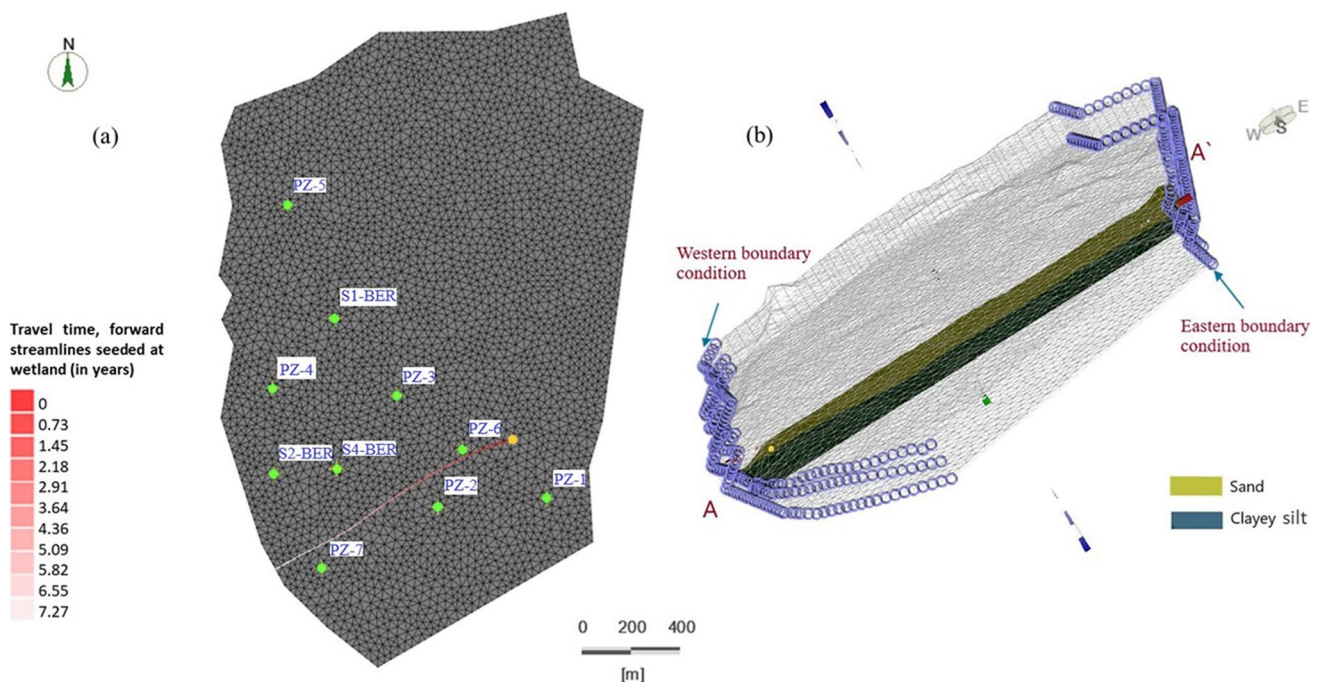 N
(a)
PZ-5
S1-BER
PZ-4
PZ-3
PZ-6
S2-BER
S4-BER
PZ-2
PZ-1
PZ-7
Travel time, forward
streamlines seeded at
wetland (in years)
0
0.73
1.45
2.18
2.91
3.64
4.36
5.09
5.82
6.55
7.27
0 200 400
[m]
(b)
W S E
A`
Western boundary
condition
Eastern boundary
condition
A
Sand
Clayey silt